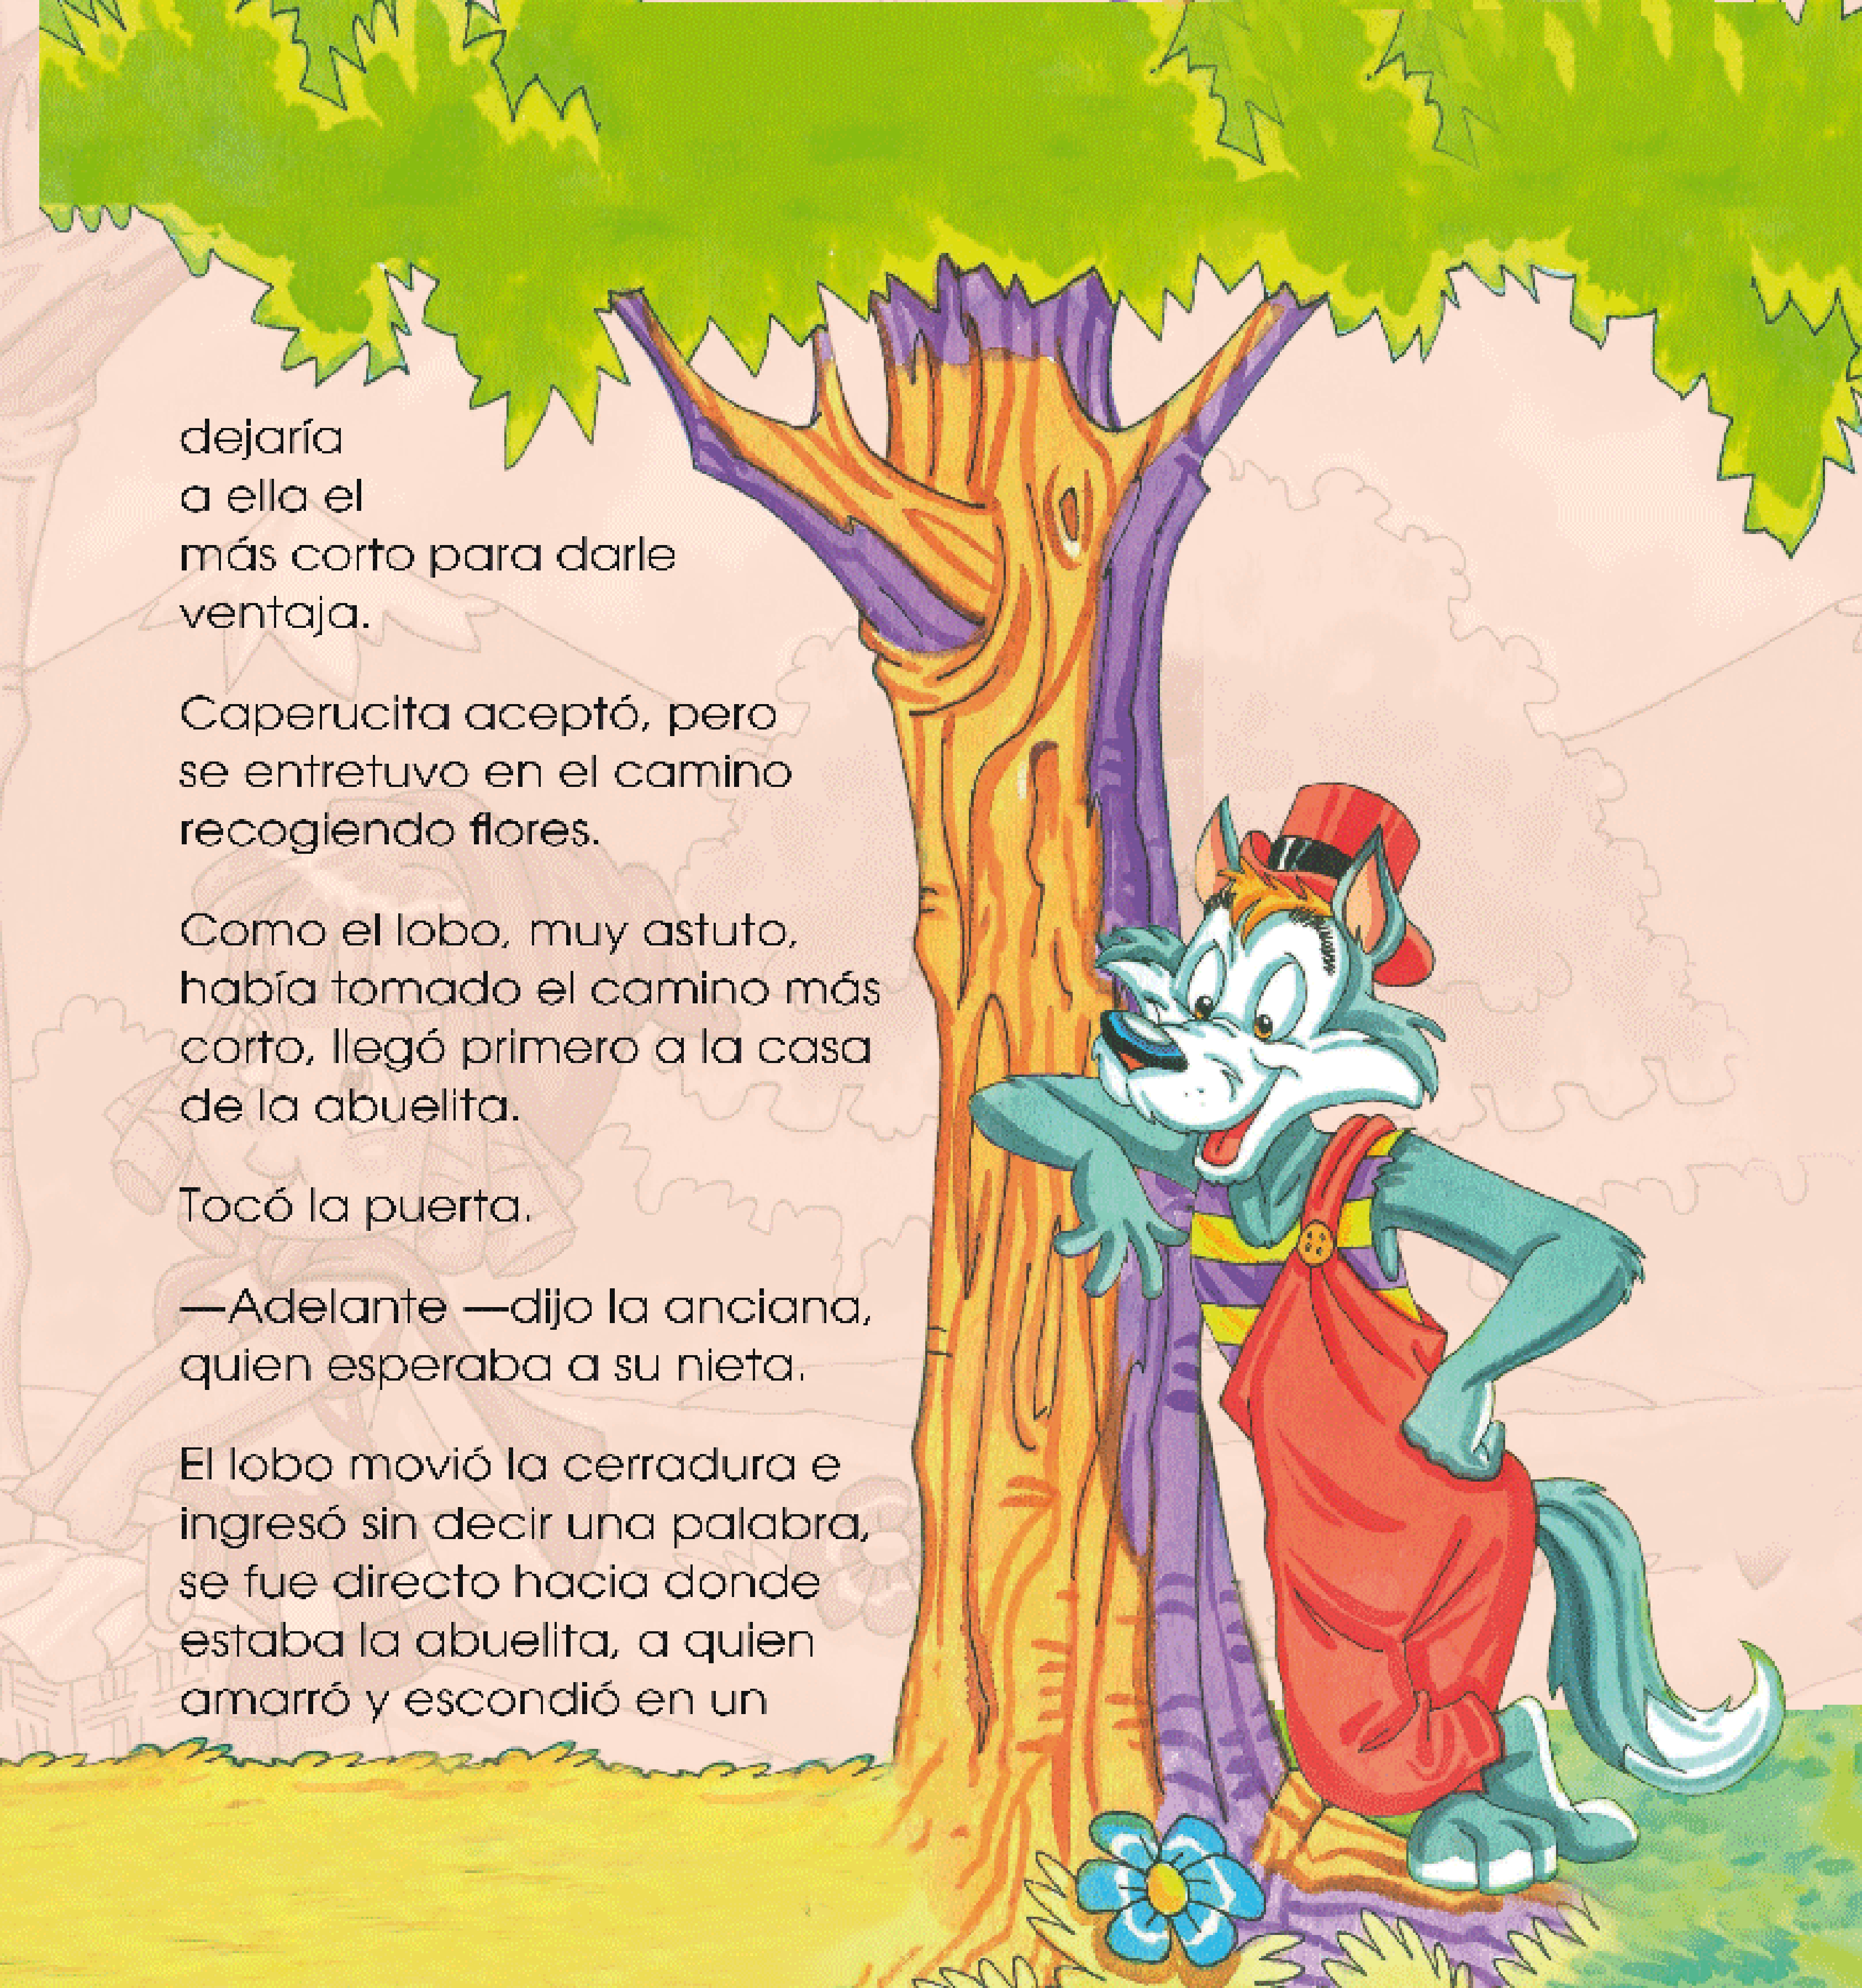 dejaría
a ella el
más corto para darle
ventaja.
Caperucita aceptó, pero
se entretuvo en el camino
recogiendo flores.
Como el lobo, muy astuto,
había tomado el camino más
corto, llegó primero a la casa
de la abuelita.
Tocó la puerta.
—Adelante —dijo la anciana,
quien esperaba a su nieta.
El lobo movió la cerradura e
ingresó sin decir una palabra,
se fue directo hacia donde
estaba la abuelita, a quien
amarró y escondió en un